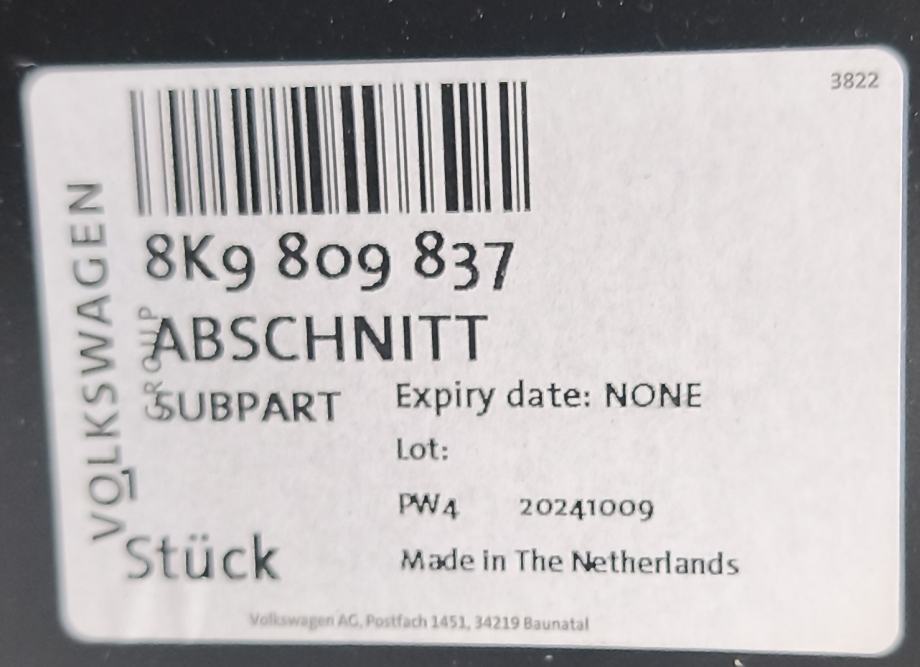 3822
VOLKSWAGEN
GROUP
8K9 809 837
ABSCHNITT
SUBPART
Expiry date: NONE
Lot:
1
PW4 20241009
Stück
Made in The Netherlands
Volkswagen AG, Postfach 1451, 34219 Baunatal